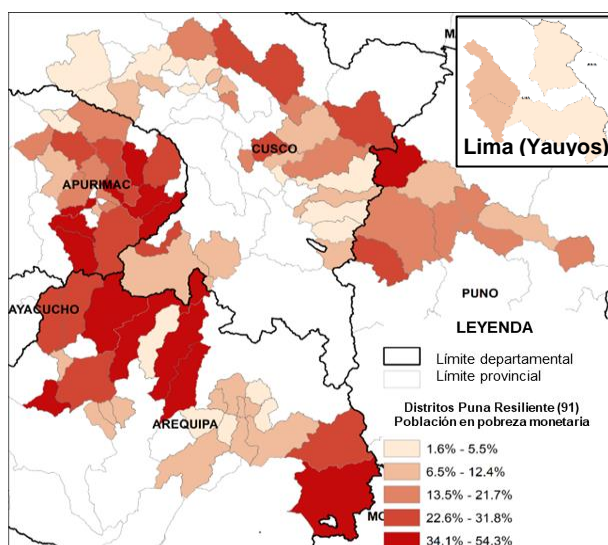 CUSCO
APURIMAC
AYACUCHO
AREQUIPA
PUNO
Lima (Yauyos)
LEYENDA
Límite departamental
Límite provincial
Distritos Puna Resiliente (91)
Población en pobreza monetaria
1.6% - 5.5%
6.5% - 12.4%
13.5% - 21.7%
22.6% - 31.8%
34.1% - 54.3%